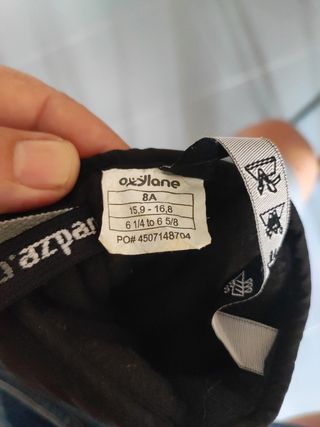 oxylane
8A
15,9 - 16,8
6 1/4 to 6 5/8
PO# 4507148704